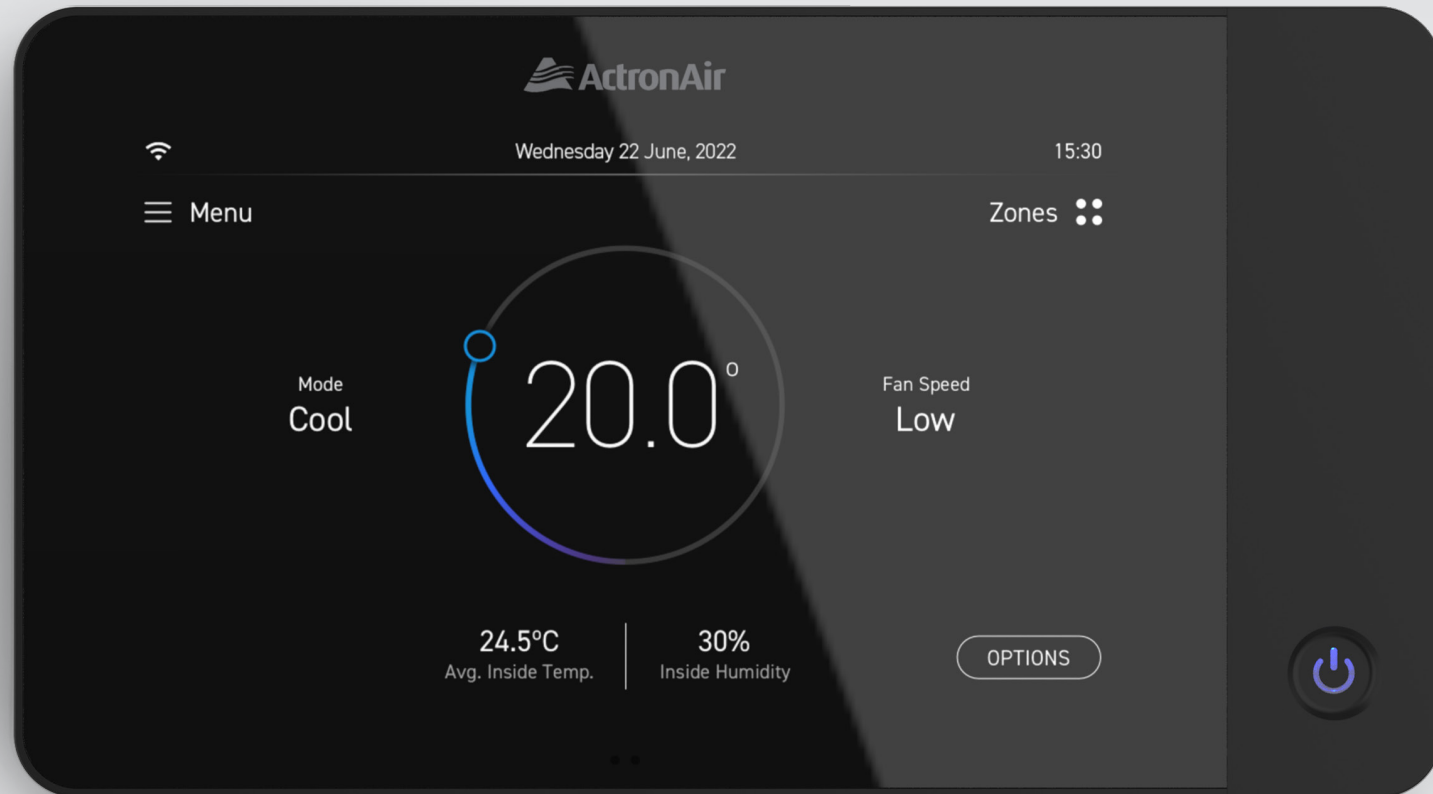 ActronAir
Wednesday 22 June, 2022
15:30
Menu
Zones
Mode
Cool
20.0°
Fan Speed
Low
24.5°C
Avg. Inside Temp.
30%
Inside Humidity
OPTIONS